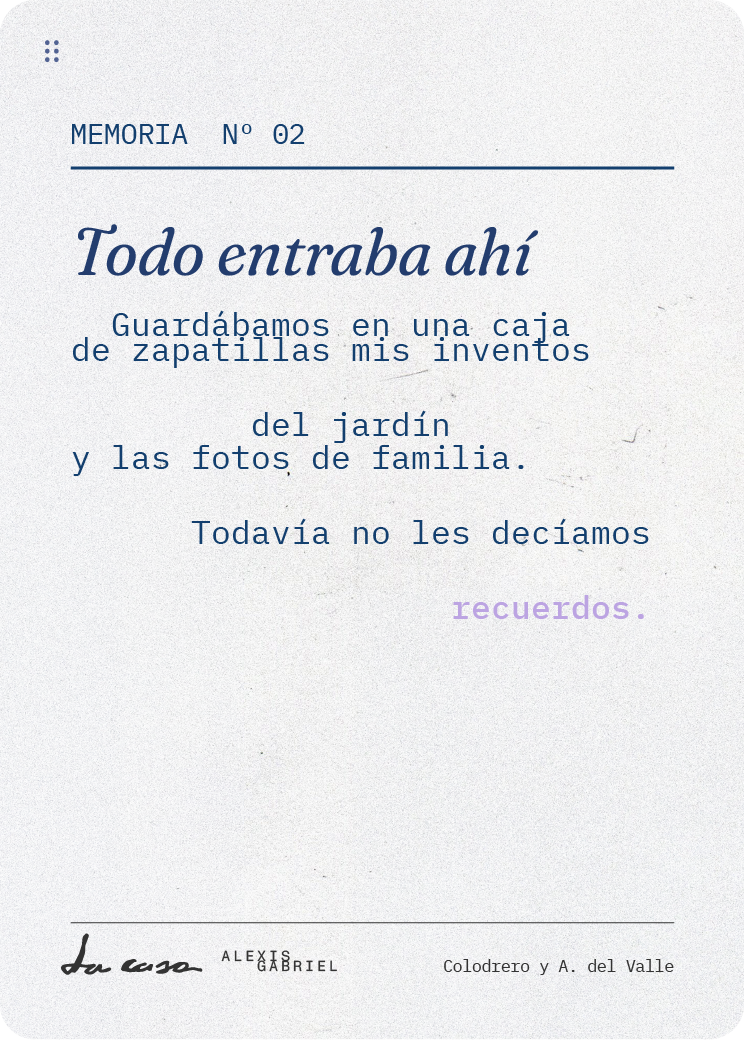 MEMORIA Nº 02
Todo entraba ahí
Guardábamos en una caja
de zapatillas mis inventos
del jardín
y las fotos de familia.
Todavía no les decíamos
recuerdos.
La casa
ALEXIS
GABRIEL
Colodrero y A. del Valle